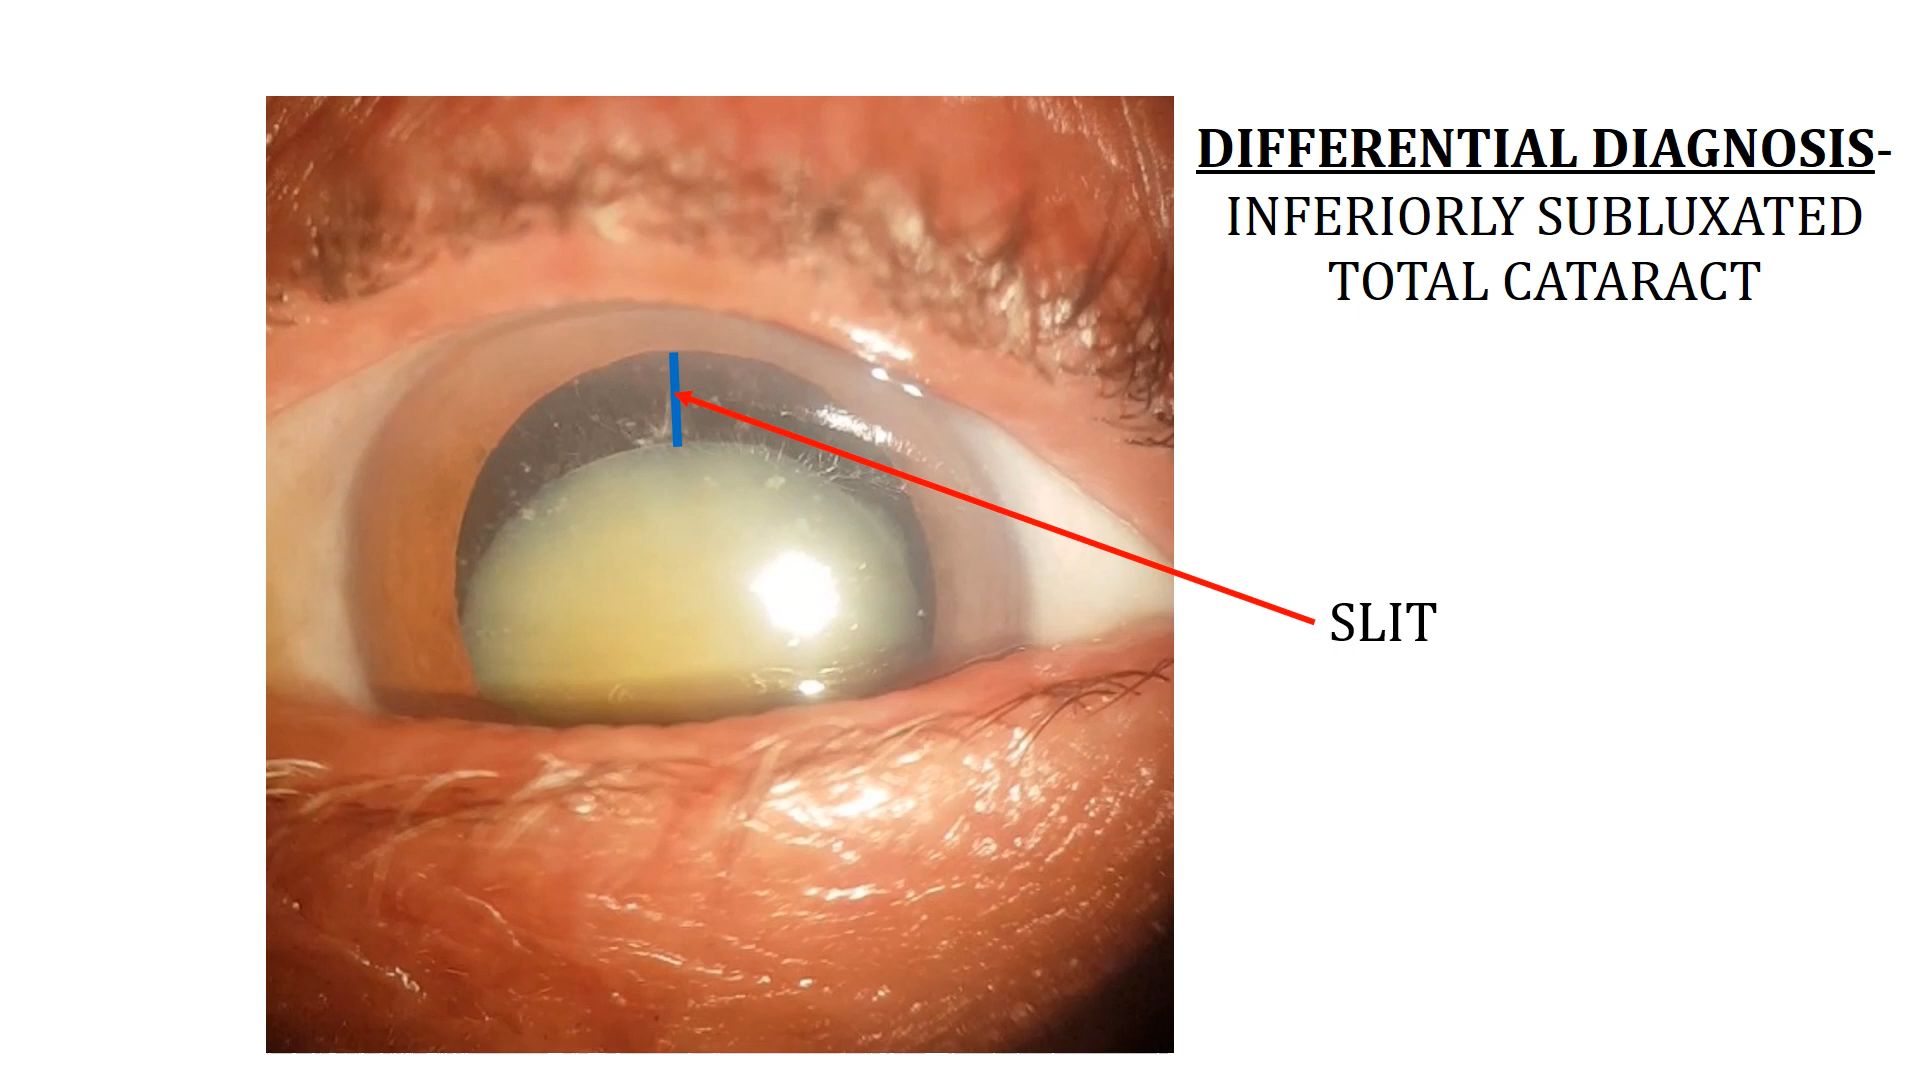 DIFFERENTIAL DIAGNOSIS-
INFERIORLY SUBLUXATED
TOTAL CATARACT
SLIT